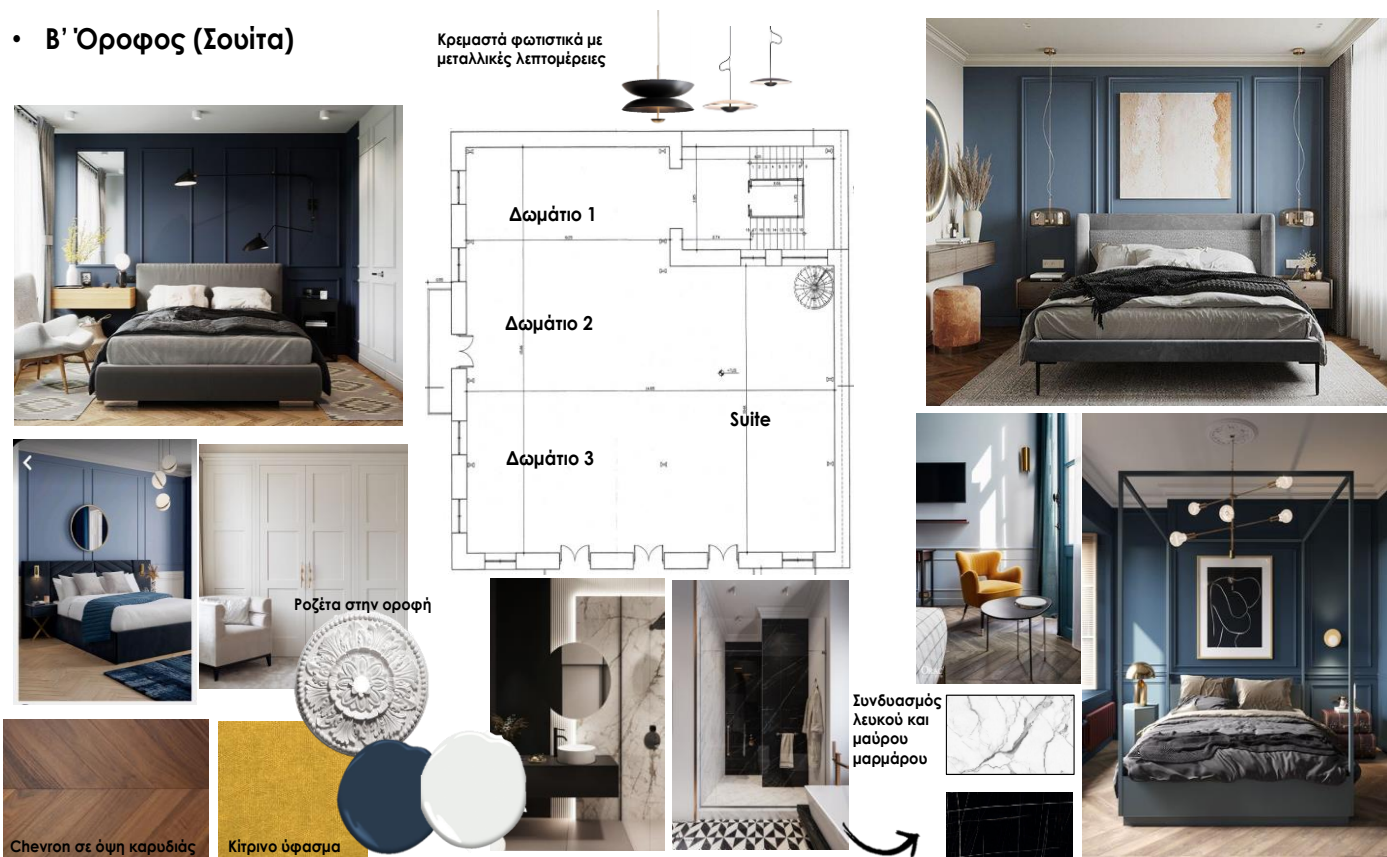 • Β’ Όροφος (Σουίτα)
Κρεμαστά φωτιστικά με
μεταλλικές λεπτομέρειες
Δωμάτιο 1
Δωμάτιο 2
Suite
Δωμάτιο 3
Ροζέτα στην οροφή
Συνδυασμός
λευκού και
μαύρου
μαρμάρου
Chevron σε όψη καρυδιάς
Κίτρινο ύφασμα